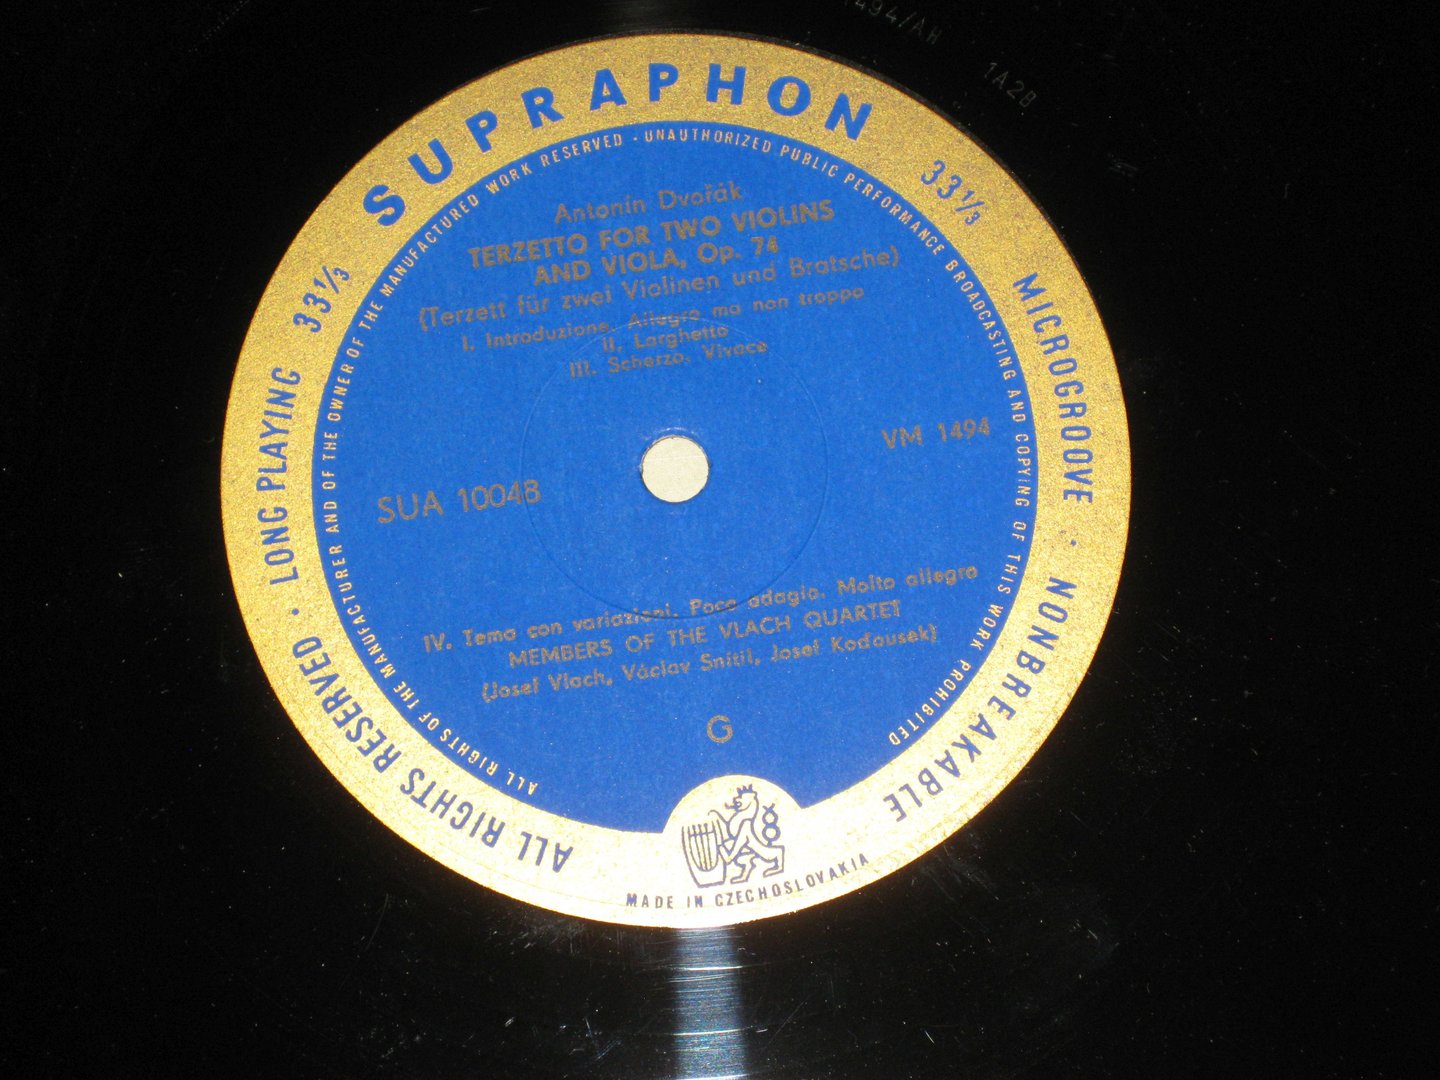 1494/AH
1A2B
SUPRAPHON
33⅓ MICROGROOVE · NONBREAKABLE
ALL RIGHTS RESERVED · LONG PLAYING 33⅓
ALL RIGHTS OF THE MANUFACTURER AND OF THE OWNER OF THE MANUFACTURED WORK RESERVED · UNAUTHORIZED PUBLIC PERFORMANCE BROADCASTING AND COPYING OF THIS WORK PROHIBITED
Antonín Dvořák
TERZETTO FOR TWO VIOLINS
AND VIOLA, Op. 74
(Terzett für zwei Violinen und Bratsche)
I. Introduzione. Allegro ma non troppo
II. Larghetto
III. Scherzo. Vivace
VM 1494
SUA 10048
IV. Tema con variazioni. Poco adagio. Molto allegro
MEMBERS OF THE VLACH QUARTET
(Josef Vlach, Václav Snítil, Josef Koďousek)
G
MADE IN CZECHOSLOVAKIA